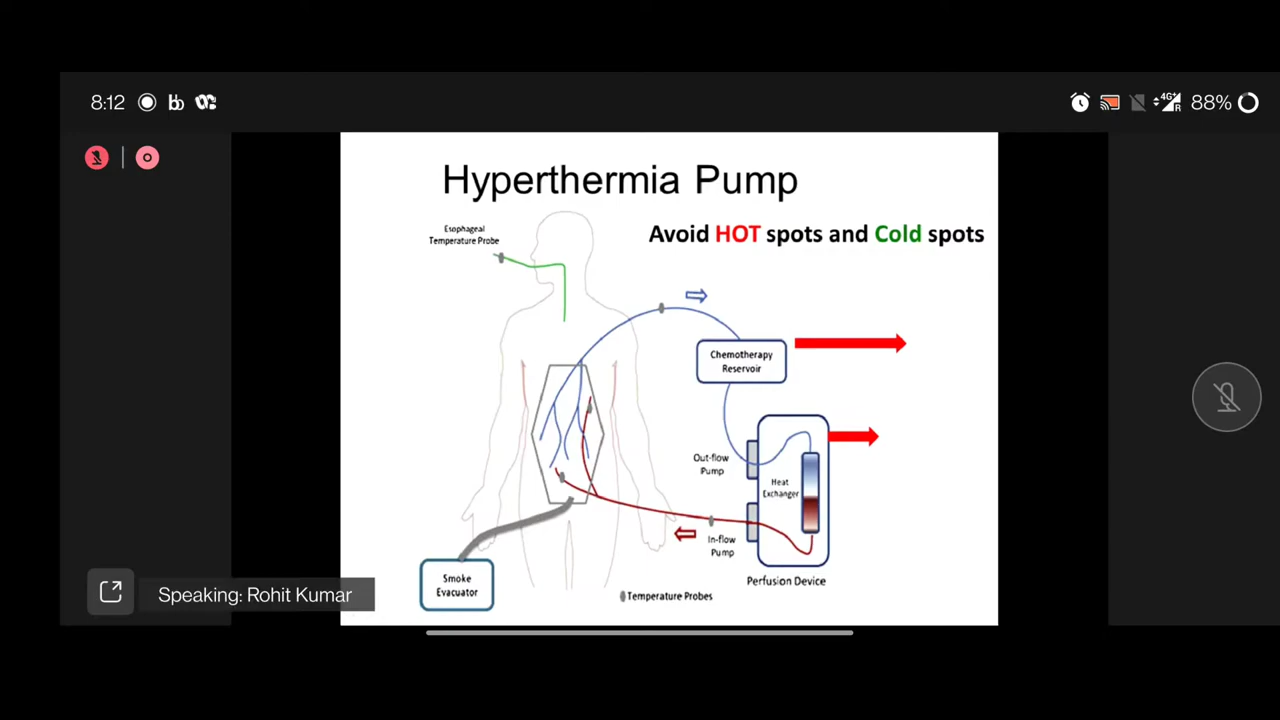 8:12
4G+
R
88%
Hyperthermia Pump
Avoid HOT spots and Cold spots
Esophageal
Temperature Probe
Chemotherapy
Reservoir
Out-flow
Pump
Heat
Exchanger
In-flow
Pump
Perfusion Device
Smoke
Evacuator
Temperature Probes
Speaking: Rohit Kumar